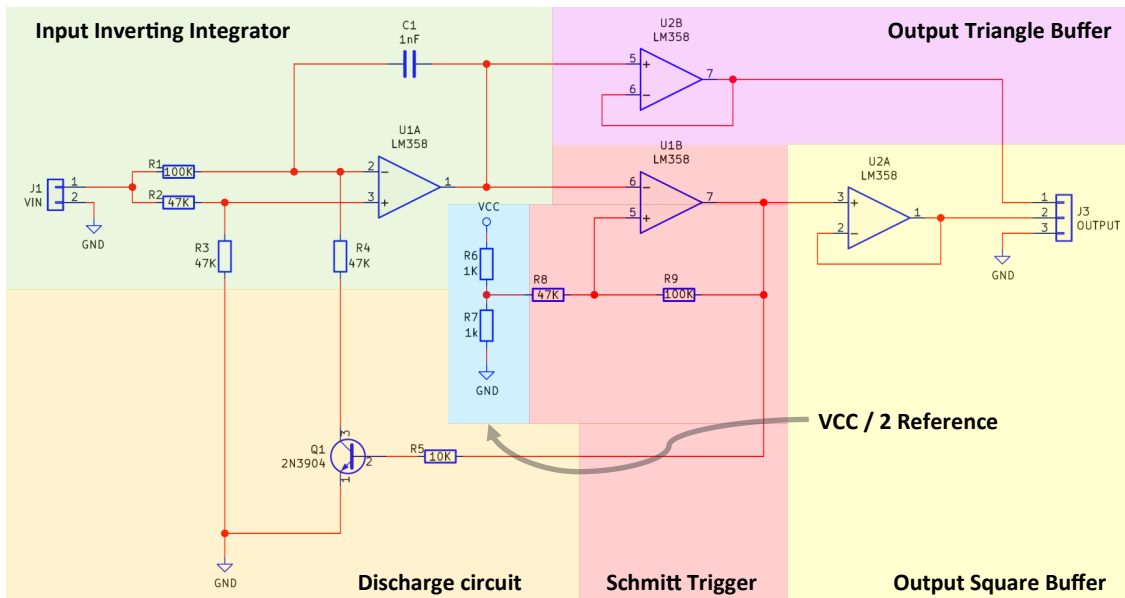 Input Inverting Integrator
C1
1nF
U2B
LM358
Output Triangle Buffer
5
+
6
−
7
U1A
LM358
U1B
LM358
U2A
LM358
J1
VIN
1
2
R1
100K
R2
47K
2
−
3
+
1
6
−
5
+
7
3
+
2
−
1
1
2
3
J3
OUTPUT
GND
VCC
R3
47K
R4
47K
R6
1K
R8
47K
R9
100K
GND
R7
1k
GND
VCC / 2 Reference
Q1
2N3904
3
2
1
R5
10K
GND
Discharge circuit
Schmitt Trigger
Output Square Buffer